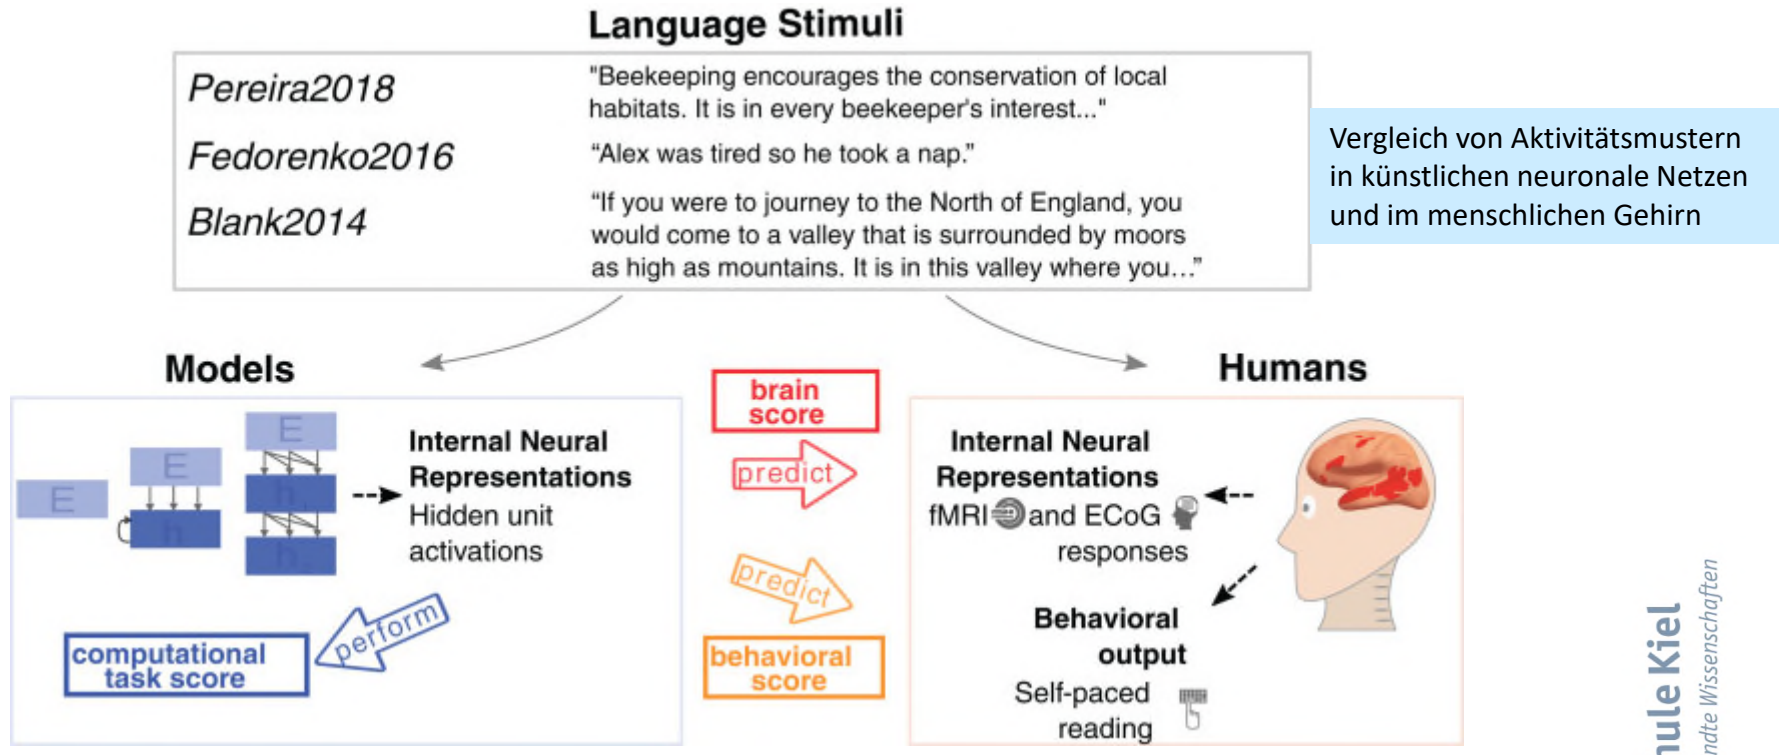 Language Stimuli
Pereira2018
"Beekeeping encourages the conservation of local
habitats. It is in every beekeeper's interest..."
Fedorenko2016
“Alex was tired so he took a nap.”
Blank2014
“If you were to journey to the North of England, you
would come to a valley that is surrounded by moors
as high as mountains. It is in this valley where you…”
Vergleich von Aktivitätsmustern
in künstlichen neuronale Netzen
und im menschlichen Gehirn
Models
E
E
h
E
h
h
Internal Neural
Representations
Hidden unit
activations
perform
computational
task score
brain
score
predict
predict
behavioral
score
Humans
Internal Neural
Representations
fMRI and ECoG
responses
Behavioral
output
Self-paced
reading
Kiel
Wissenschaften